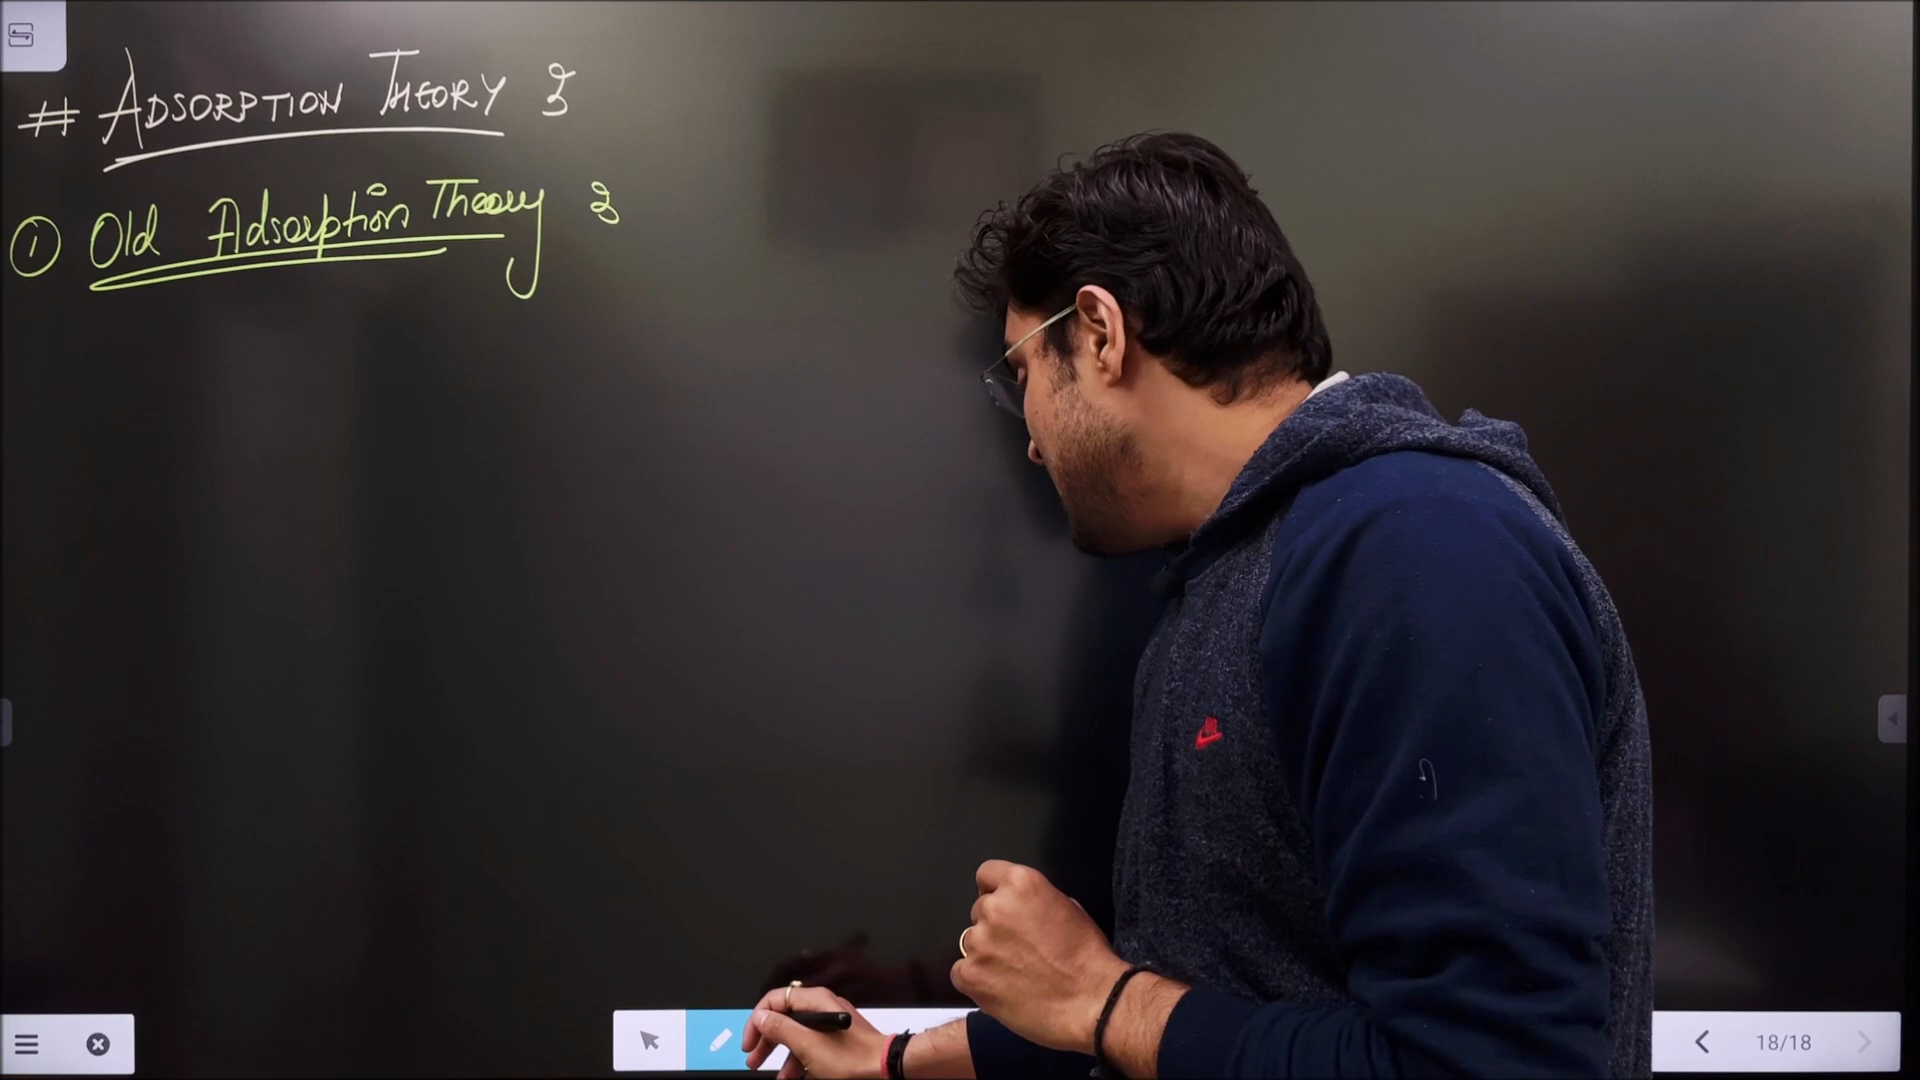 # ADSORPTION THEORY :
① Old Adsorption Theory :
18/18